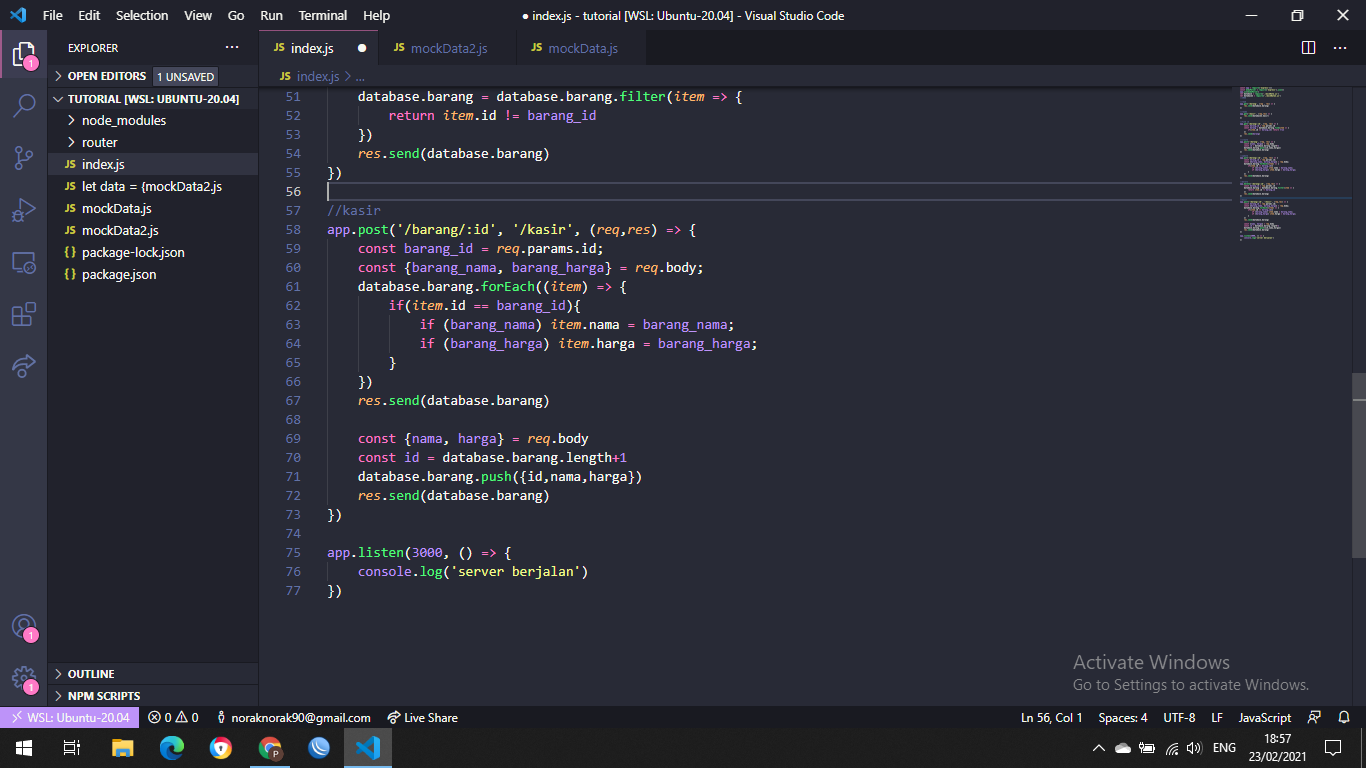 File Edit Selection View Go Run Terminal Help
● index.js - tutorial [WSL: Ubuntu-20.04] - Visual Studio Code
EXPLORER ···
JS index.js ●
JS mockData2.js
JS mockData.js
OPEN EDITORS 1 UNSAVED
JS index.js > ...
TUTORIAL [WSL: UBUNTU-20.04]
node_modules
router
JS index.js
JS let data = {mockData2.js
JS mockData.js
JS mockData2.js
{} package-lock.json
{} package.json
OUTLINE
NPM SCRIPTS
1
1
1
51 database.barang = database.barang.filter(item => {
52 return item.id != barang_id
53 })
54 res.send(database.barang)
55 })
56
57 //kasir
58 app.post('/barang/:id', '/kasir', (req,res) => {
59 const barang_id = req.params.id;
60 const {barang_nama, barang_harga} = req.body;
61 database.barang.forEach((item) => {
62 if(item.id == barang_id){
63 if (barang_nama) item.nama = barang_nama;
64 if (barang_harga) item.harga = barang_harga;
65 }
66 })
67 res.send(database.barang)
68
69 const {nama, harga} = req.body
70 const id = database.barang.length+1
71 database.barang.push({id,nama,harga})
72 res.send(database.barang)
73 })
74
75 app.listen(3000, () => {
76 console.log('server berjalan')
77 })
Activate Windows
Go to Settings to activate Windows.
WSL: Ubuntu-20.04 0 0 noraknorak90@gmail.com Live Share
Ln 56, Col 1 Spaces: 4 UTF-8 LF JavaScript
P
ENG
18:57
23/02/2021